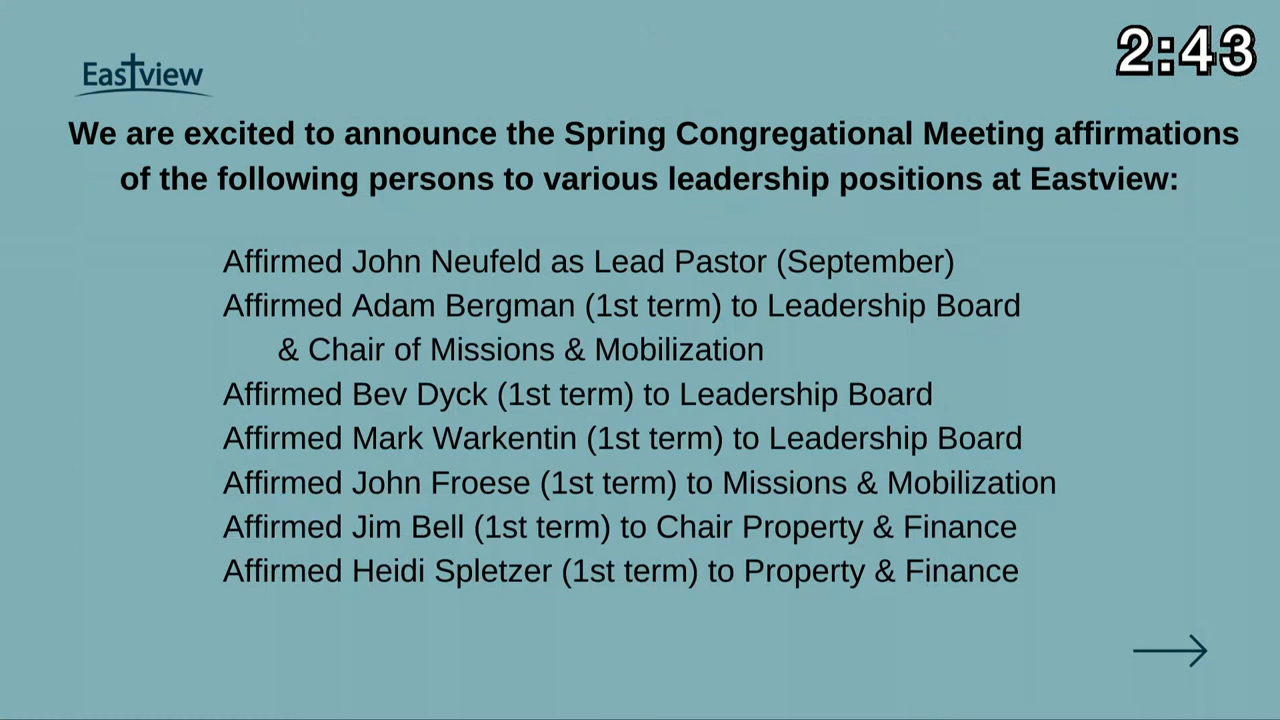 Eastview
2:43
We are excited to announce the Spring Congregational Meeting affirmations
of the following persons to various leadership positions at Eastview:
Affirmed John Neufeld as Lead Pastor (September)
Affirmed Adam Bergman (1st term) to Leadership Board
& Chair of Missions & Mobilization
Affirmed Bev Dyck (1st term) to Leadership Board
Affirmed Mark Warkentin (1st term) to Leadership Board
Affirmed John Froese (1st term) to Missions & Mobilization
Affirmed Jim Bell (1st term) to Chair Property & Finance
Affirmed Heidi Spletzer (1st term) to Property & Finance